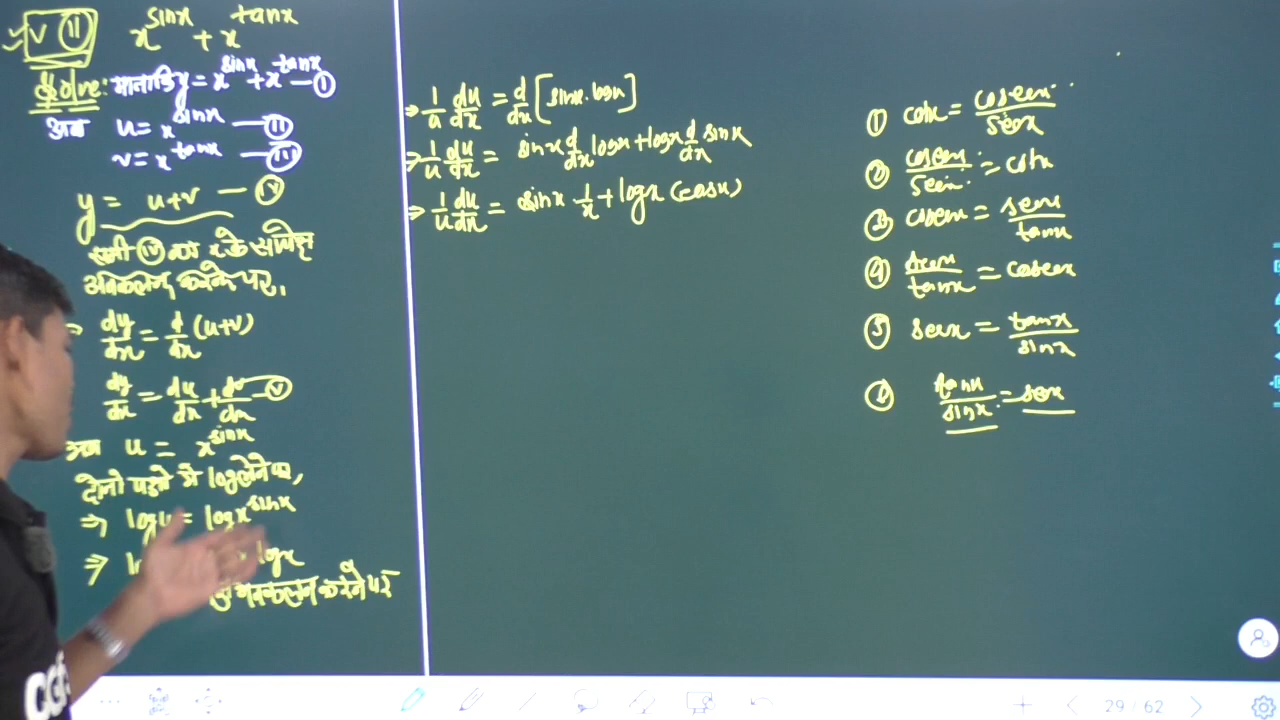 v ii x^sinx + x^tanx
Solve: माना कि y = x^sinx + x^tanx — I
अब u = x^sinx — II
v = x^tanx — III
y = u+v — IV
समी IV का x के सापेक्ष
अवकलन करने पर,
dy/dx = d/dx (u+v)
dy/dx = du/dx + dv/dx — V
अब u = x^sinx
दोनों पक्षों में log लेने पर,
⇒ log u = log x^sinx
⇒ log x
अवकलन करने पर
⇒ 1/u du/dx = d/dx [sinx · logx]
⇒ 1/u du/dx = sinx d/dx logx + logx d/dx sinx
⇒ 1/u du/dx = sinx 1/x + logx (cosx)
① cotx = cosecx/secx
② cosecx/secx = cotx
③ cosecx = secx/tanx
④ secx/tanx = cosecx
⑤ secx = tanx/sinx
⑥ tanx/sinx = secx
29 / 62